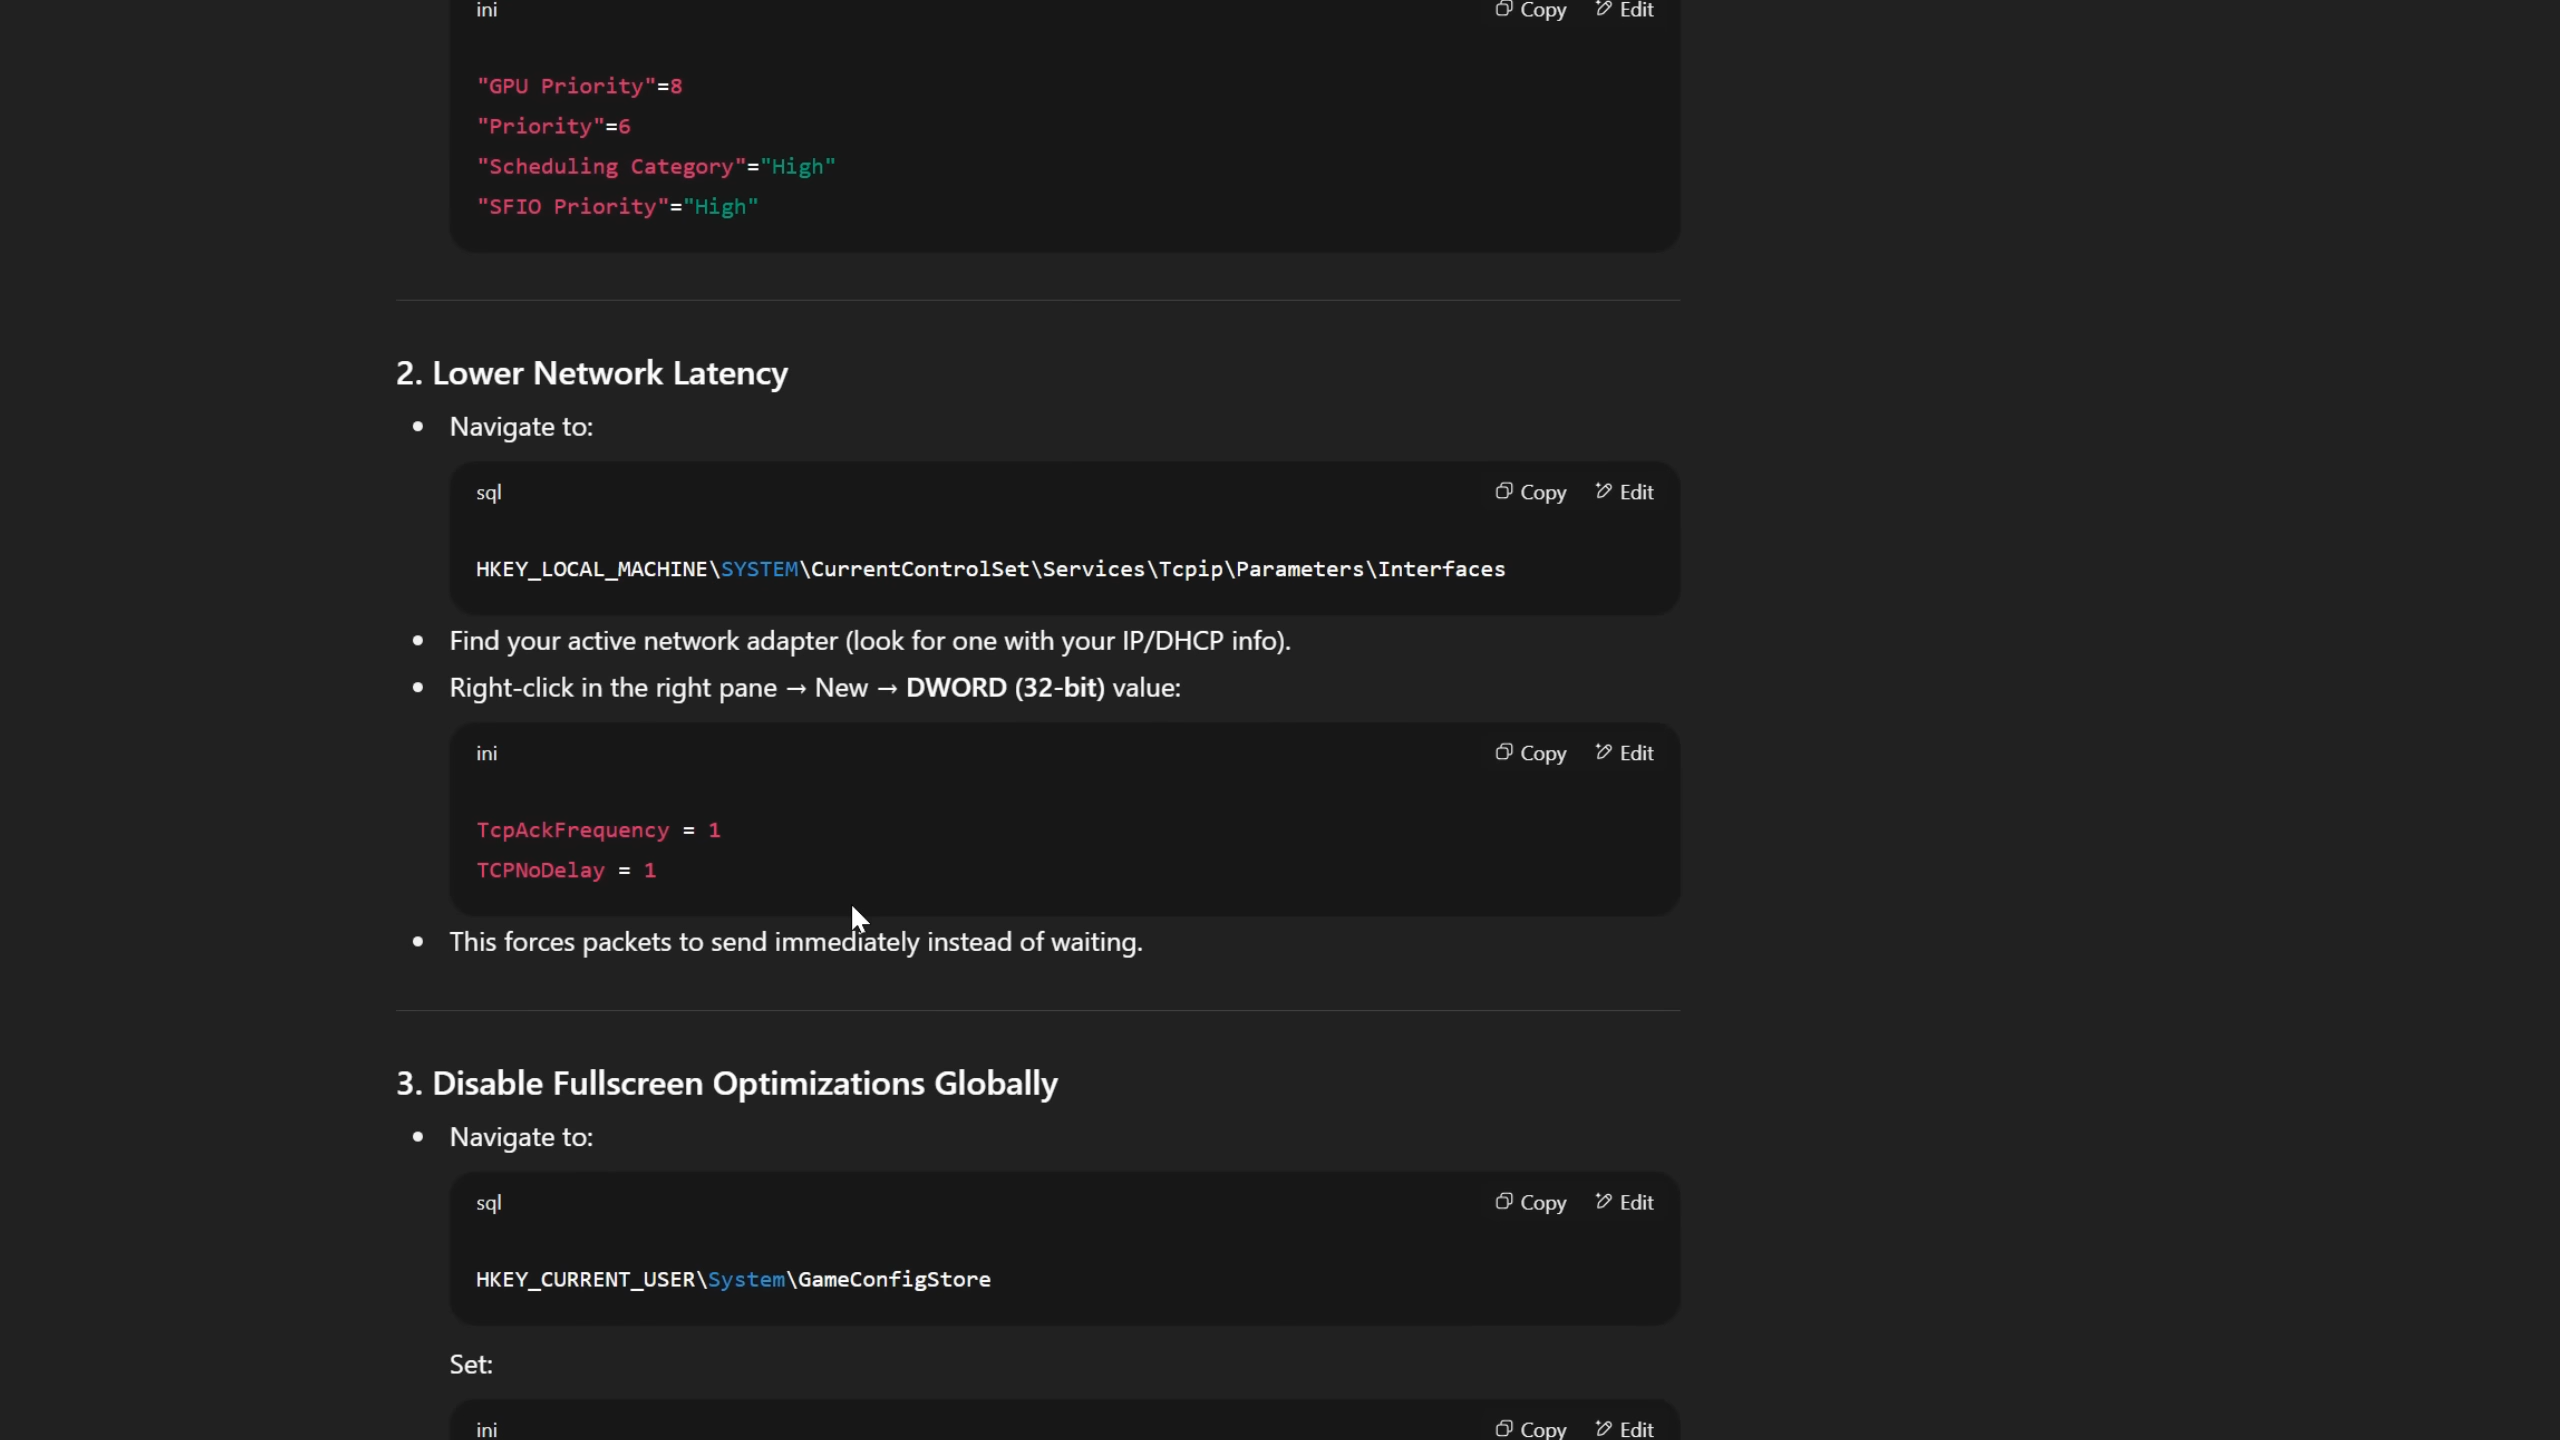 ini Copy Edit
"GPU Priority"=8
"Priority"=6
"Scheduling Category"="High"
"SFIO Priority"="High"
2. Lower Network Latency
• Navigate to:
sql Copy Edit
HKEY_LOCAL_MACHINE\SYSTEM\CurrentControlSet\Services\Tcpip\Parameters\Interfaces
• Find your active network adapter (look for one with your IP/DHCP info).
• Right-click in the right pane → New → DWORD (32-bit) value:
ini Copy Edit
TcpAckFrequency = 1
TCPNoDelay = 1
• This forces packets to send immediately instead of waiting.
3. Disable Fullscreen Optimizations Globally
• Navigate to:
sql Copy Edit
HKEY_CURRENT_USER\System\GameConfigStore
Set:
ini Copy Edit